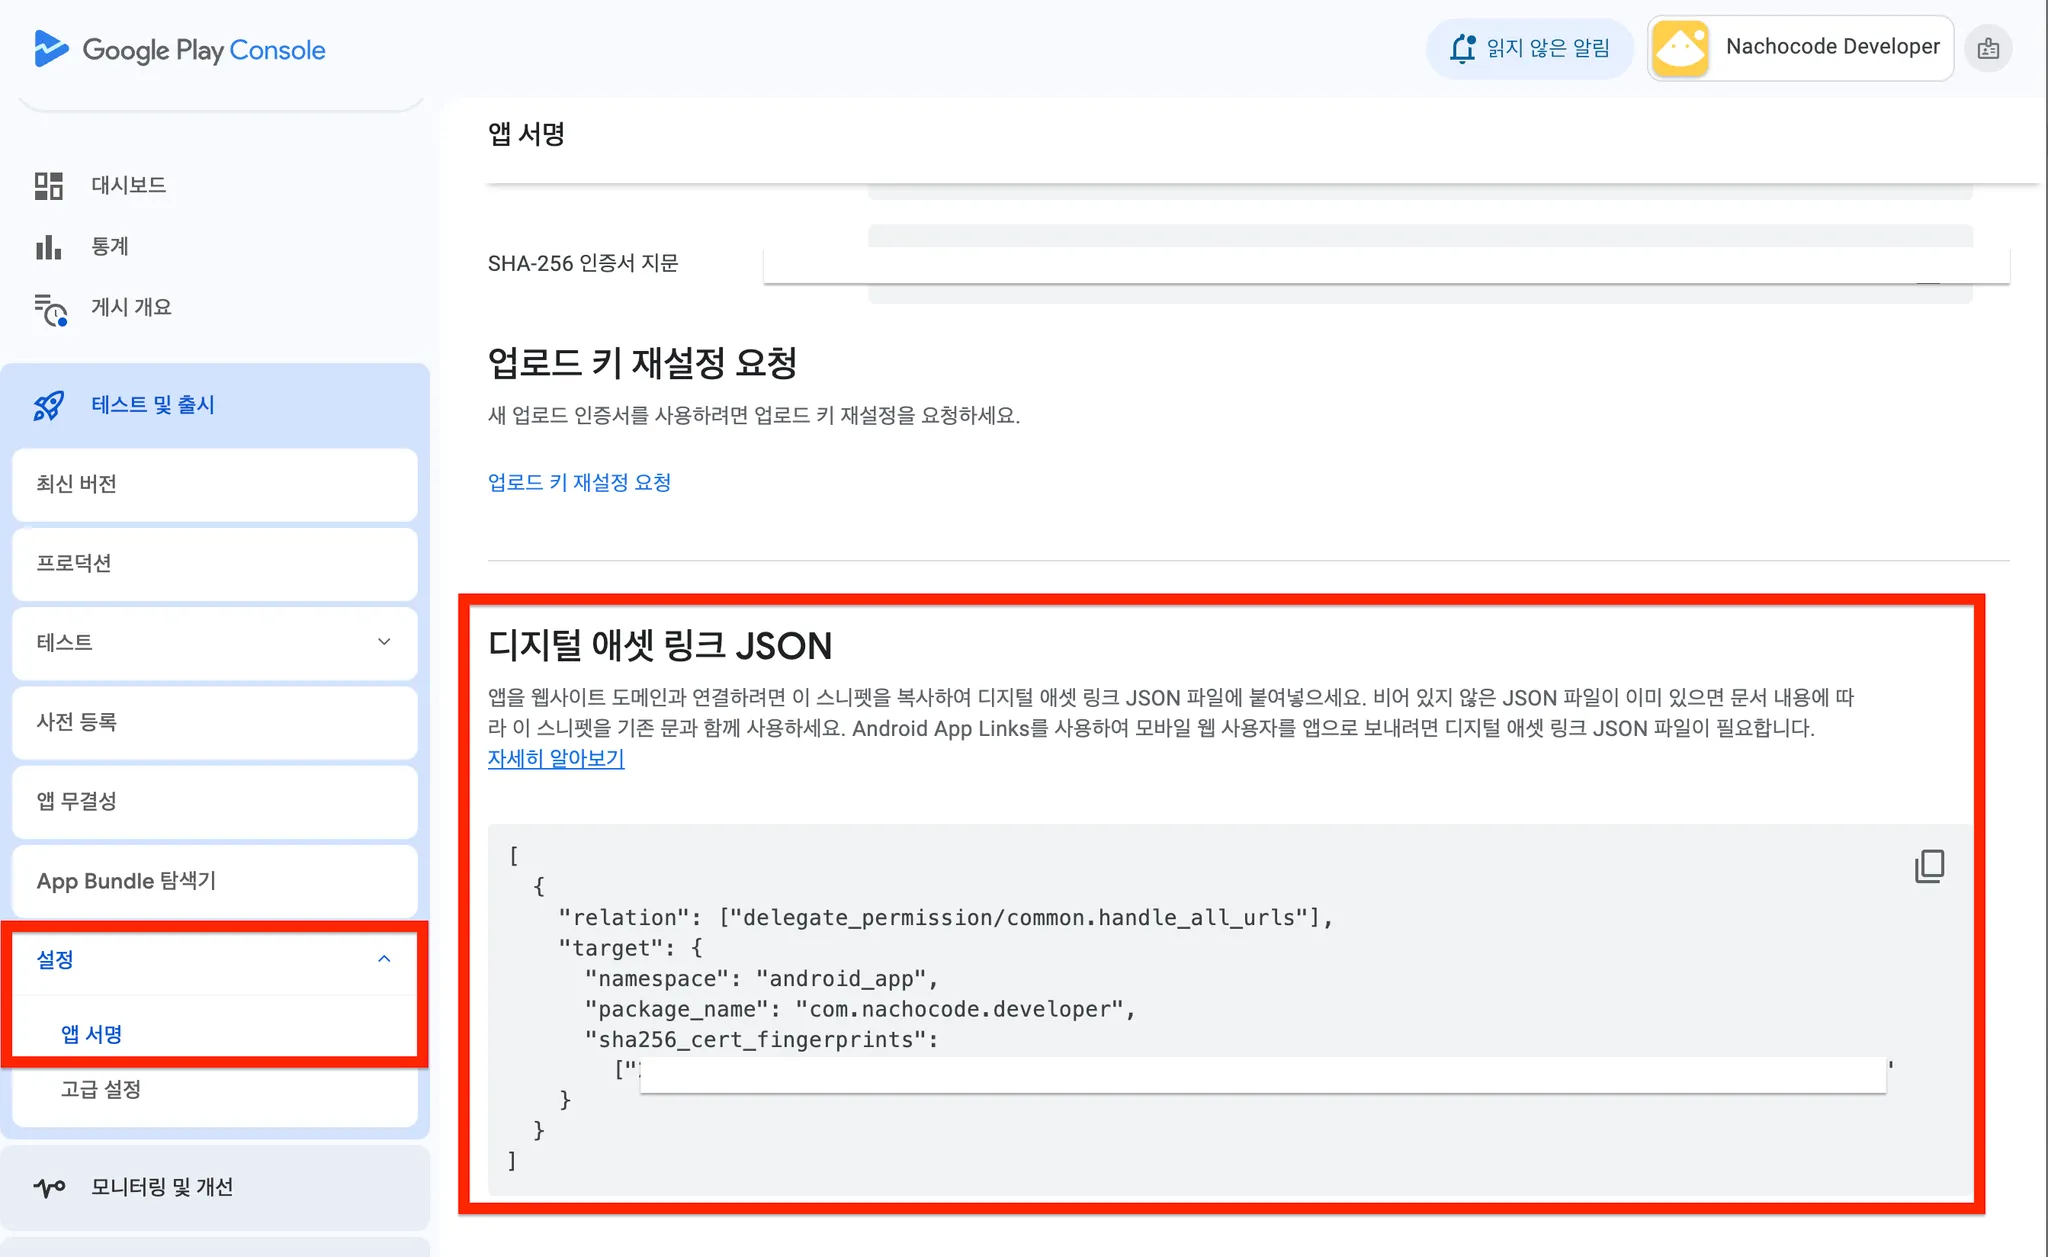 Google Play Console
읽지 않은 알림
Nachocode Developer
대시보드
통계
게시 개요
테스트 및 출시
최신 버전
프로덕션
테스트
사전 등록
앱 무결성
App Bundle 탐색기
설정
앱 서명
고급 설정
모니터링 및 개선
앱 서명
SHA-256 인증서 지문
업로드 키 재설정 요청
새 업로드 인증서를 사용하려면 업로드 키 재설정을 요청하세요.
업로드 키 재설정 요청
디지털 애셋 링크 JSON
앱을 웹사이트 도메인과 연결하려면 이 스니펫을 복사하여 디지털 애셋 링크 JSON 파일에 붙여넣으세요. 비어 있지 않은 JSON 파일이 이미 있으면 문서 내용에 따
라 이 스니펫을 기존 문과 함께 사용하세요. Android App Links를 사용하여 모바일 웹 사용자를 앱으로 보내려면 디지털 애셋 링크 JSON 파일이 필요합니다.
자세히 알아보기
[
{
"relation": ["delegate_permission/common.handle_all_urls"],
"target": {
"namespace": "android_app",
"package_name": "com.nachocode.developer",
"sha256_cert_fingerprints":
["
}
}
]